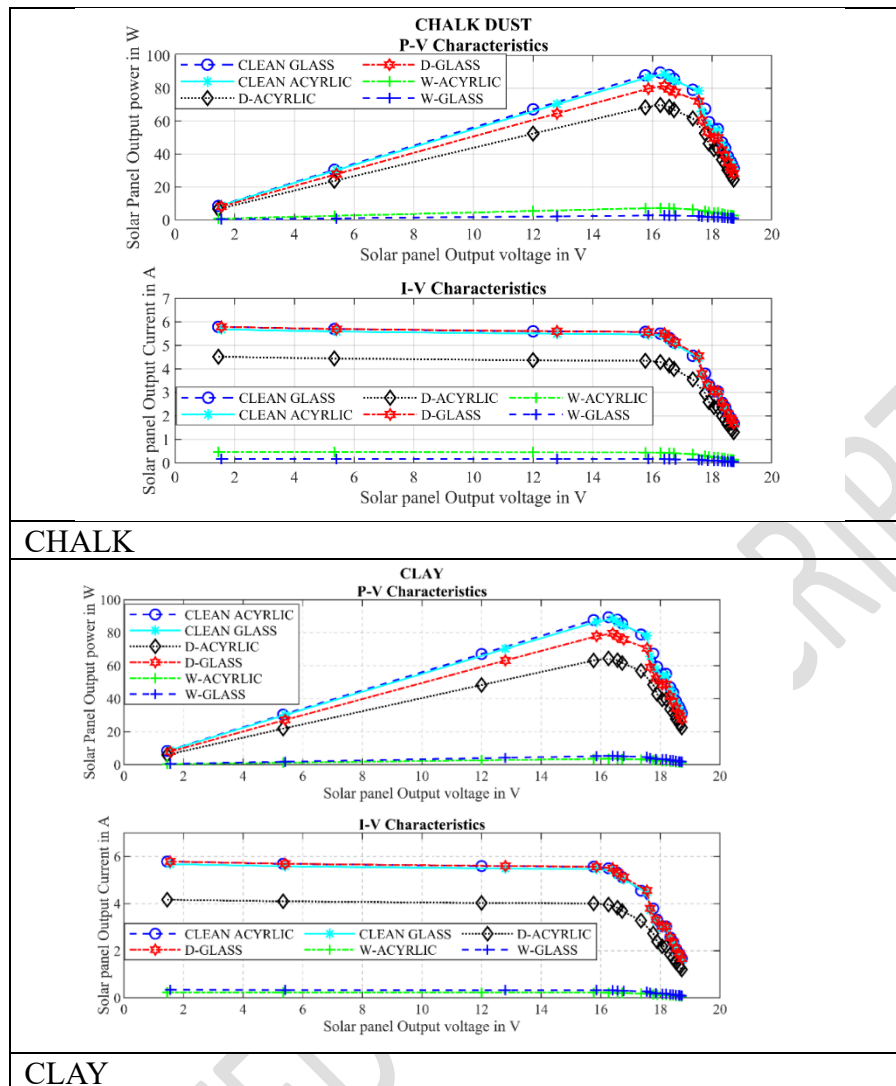 CHALK DUST
P-V Characteristics
Solar Panel Output power in W
100
80
60
40
20
0
CLEAN GLASS
CLEAN ACYRLIC
D-ACYRLIC
D-GLASS
W-ACYRLIC
W-GLASS
0 2 4 6 8 10 12 14 16 18 20
Solar panel Output voltage in V
I-V Characteristics
Solar panel Output Current in A
7
6
5
4
3
2
1
0
CLEAN GLASS D-ACYRLIC W-ACYRLIC
CLEAN ACYRLIC D-GLASS W-GLASS
0 2 4 6 8 10 12 14 16 18 20
Solar panel Output voltage in V
CHALK
CLAY
P-V Characteristics
Solar Panel Output power in W
100
80
60
40
20
0
CLEAN ACYRLIC
CLEAN GLASS
D-ACYRLIC
D-GLASS
W-ACYRLIC
W-GLASS
0 2 4 6 8 10 12 14 16 18 20
Solar panel Output voltage in V
I-V Characteristics
Solar panel Output Current in A
6
4
2
0
CLEAN ACYRLIC CLEAN GLASS D-ACYRLIC
D-GLASS W-ACYRLIC W-GLASS
0 2 4 6 8 10 12 14 16 18 20
Solar panel Output voltage in V
CLAY